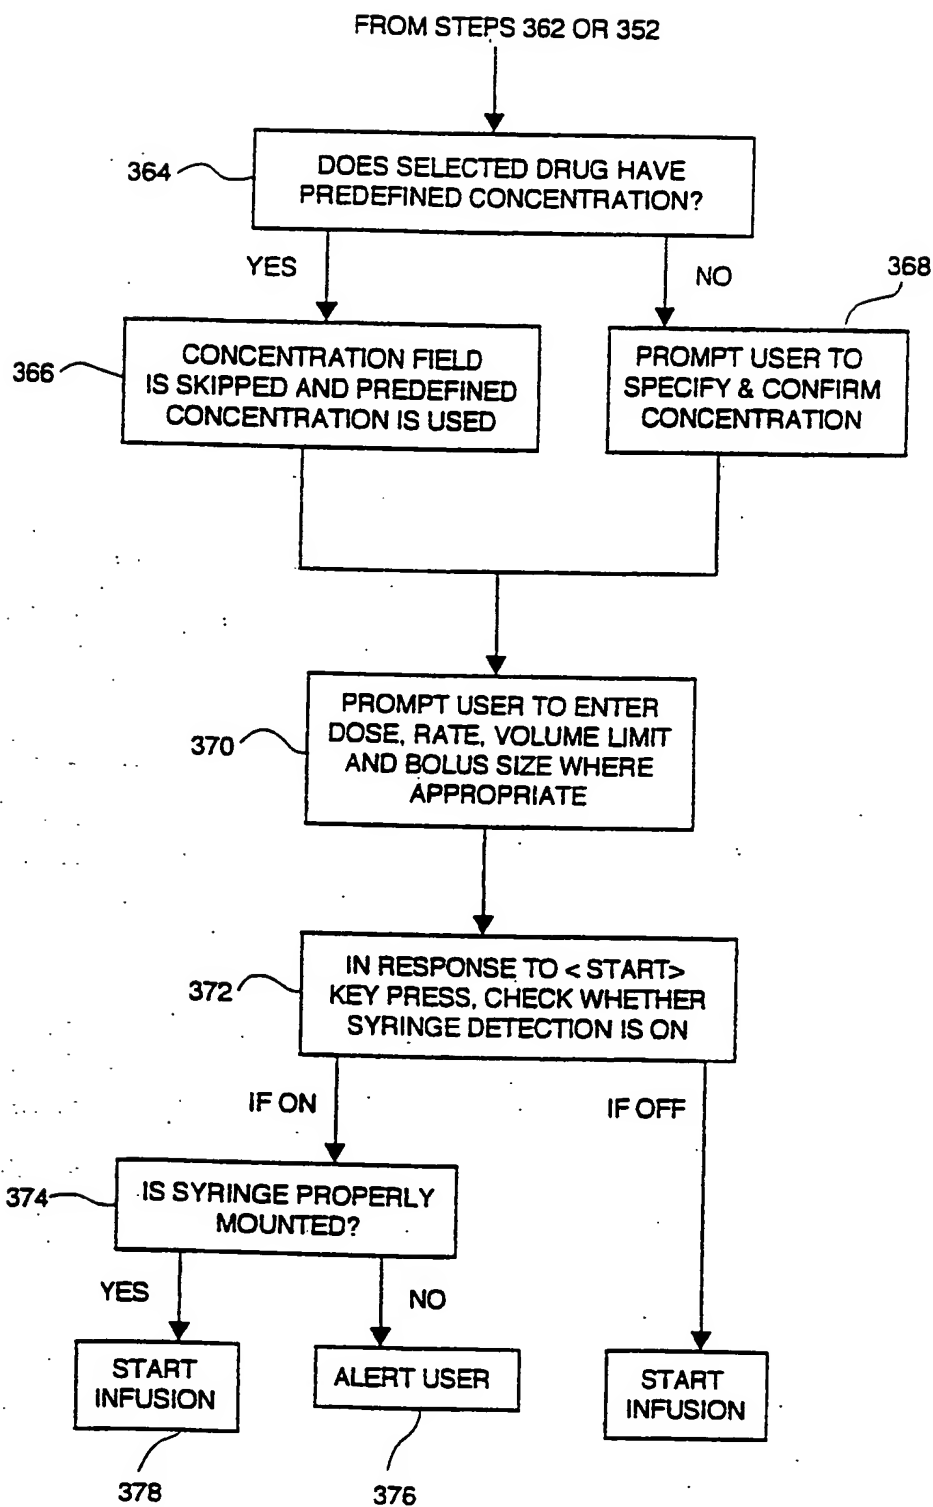 FROM STEPS 362 OR 352
364
DOES SELECTED DRUG HAVE
PREDEFINED CONCENTRATION?
YES
NO
368
366
CONCENTRATION FIELD
IS SKIPPED AND PREDEFINED
CONCENTRATION IS USED
PROMPT USER TO
SPECIFY & CONFIRM
CONCENTRATION
370
PROMPT USER TO ENTER
DOSE, RATE, VOLUME LIMIT
AND BOLUS SIZE WHERE
APPROPRIATE
372
IN RESPONSE TO < START>
KEY PRESS, CHECK WHETHER
SYRINGE DETECTION IS ON
IF ON
IF OFF
374
IS SYRINGE PROPERLY
MOUNTED?
YES
NO
START
INFUSION
ALERT USER
START
INFUSION
378
376